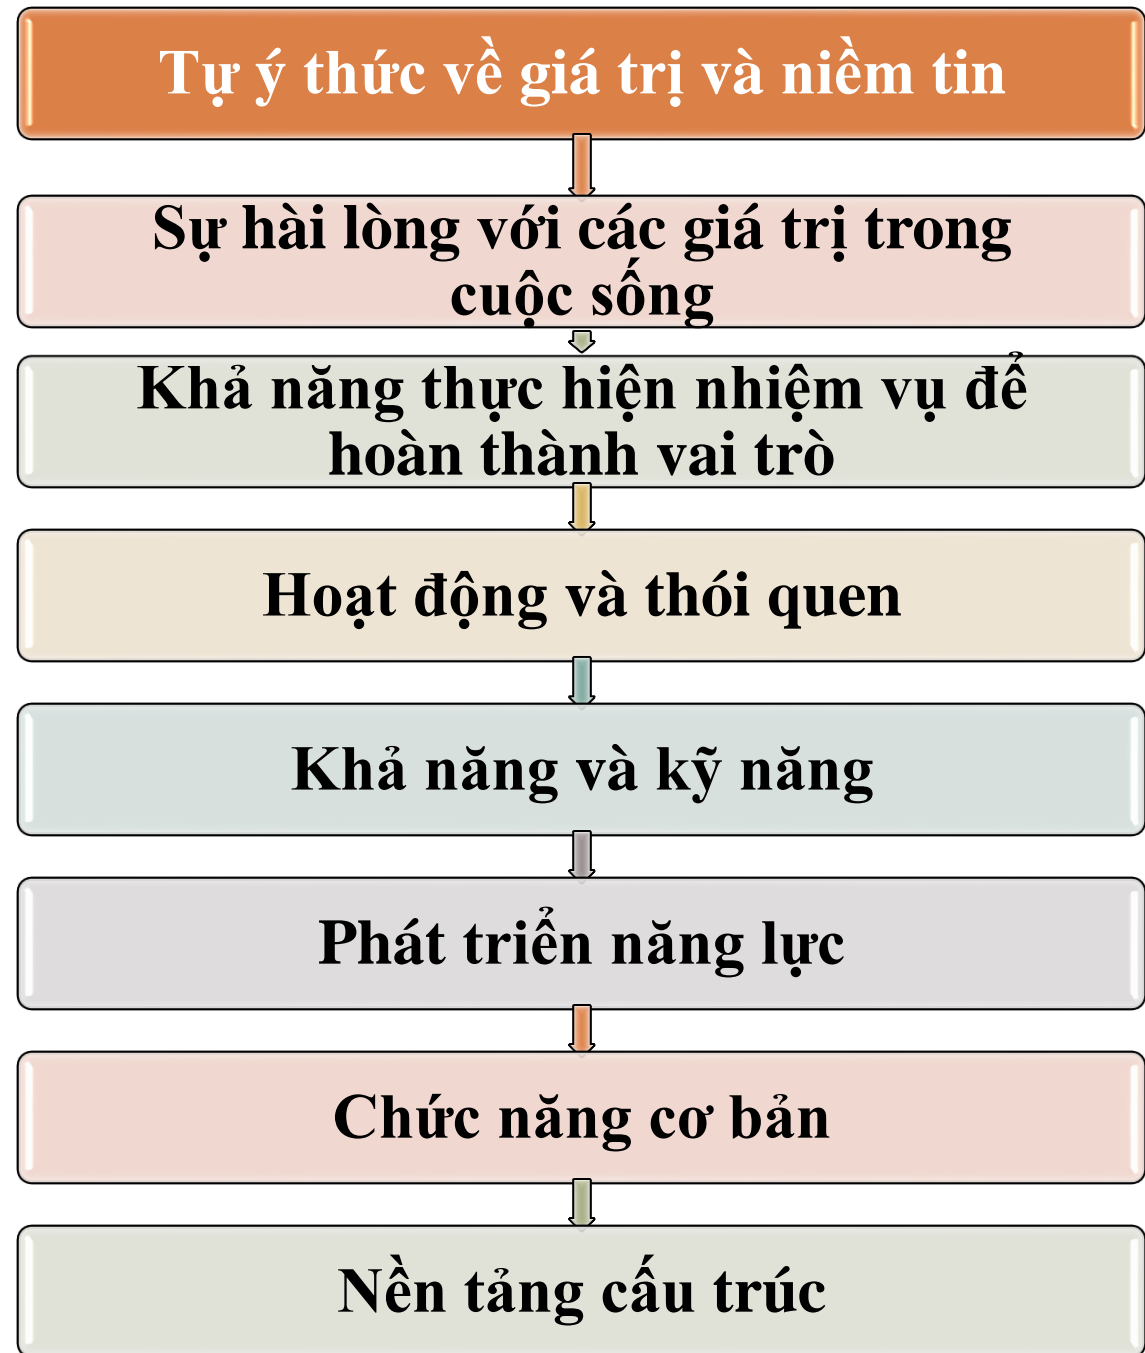 Tự ý thức về giá trị và niềm tin
Sự hài lòng với các giá trị trong
cuộc sống
Khả năng thực hiện nhiệm vụ để
hoàn thành vai trò
Hoạt động và thói quen
Khả năng và kỹ năng
Phát triển năng lực
Chức năng cơ bản
Nền tảng cấu trúc